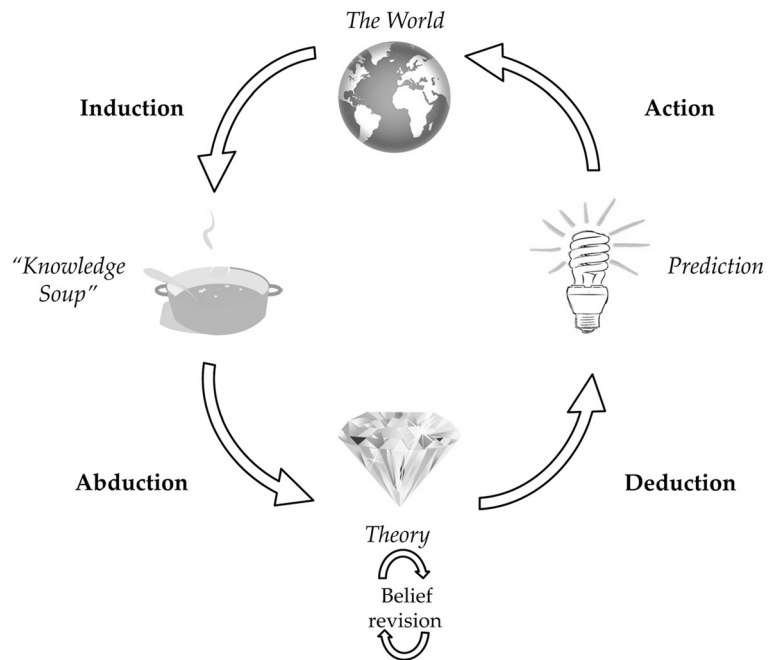 The World
Induction
Action
“Knowledge
Soup”
Prediction
Abduction
Deduction
Theory
Belief
revision